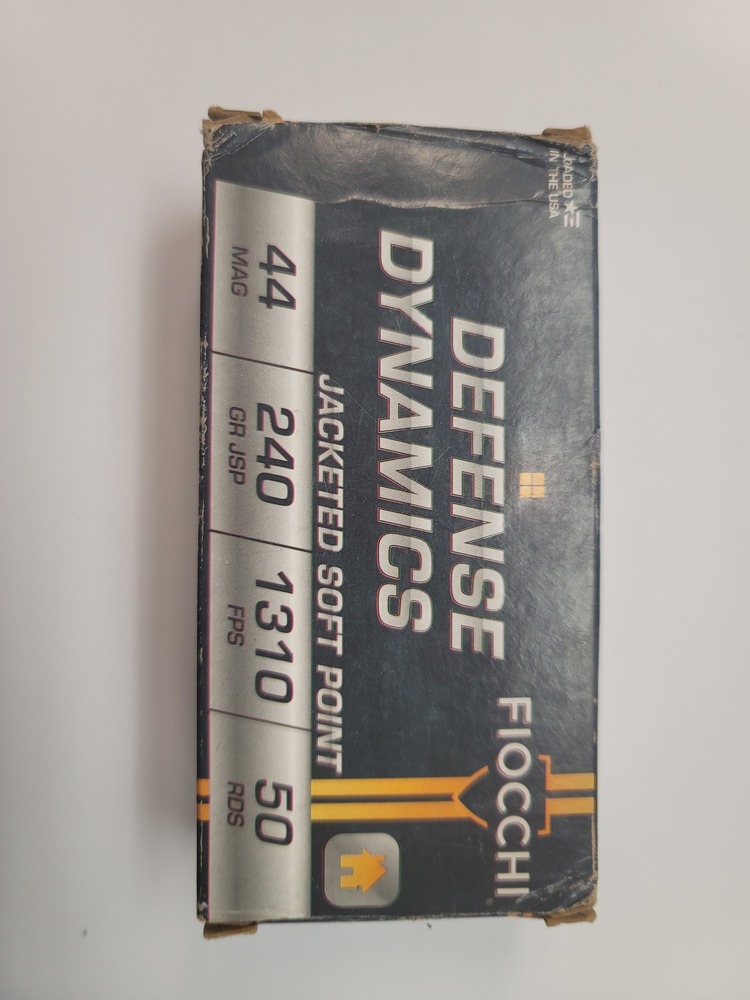 LOADED
IN THE USA
DEFENSE
DYNAMICS
FIOCCHI
JACKETED SOFT POINT
44 240 1310 50
MAG GR JSP FPS RDS